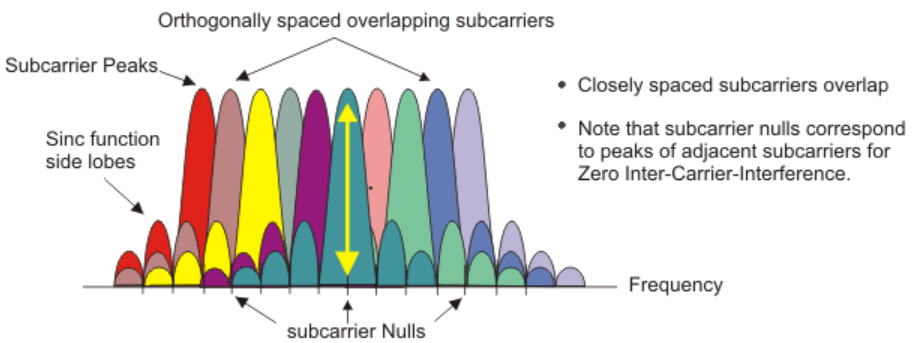 Orthogonally spaced overlapping subcarriers
Subcarrier Peaks
Sinc function
side lobes
• Closely spaced subcarriers overlap
• Note that subcarrier nulls correspond
to peaks of adjacent subcarriers for
Zero Inter-Carrier-Interference.
Frequency
subcarrier Nulls